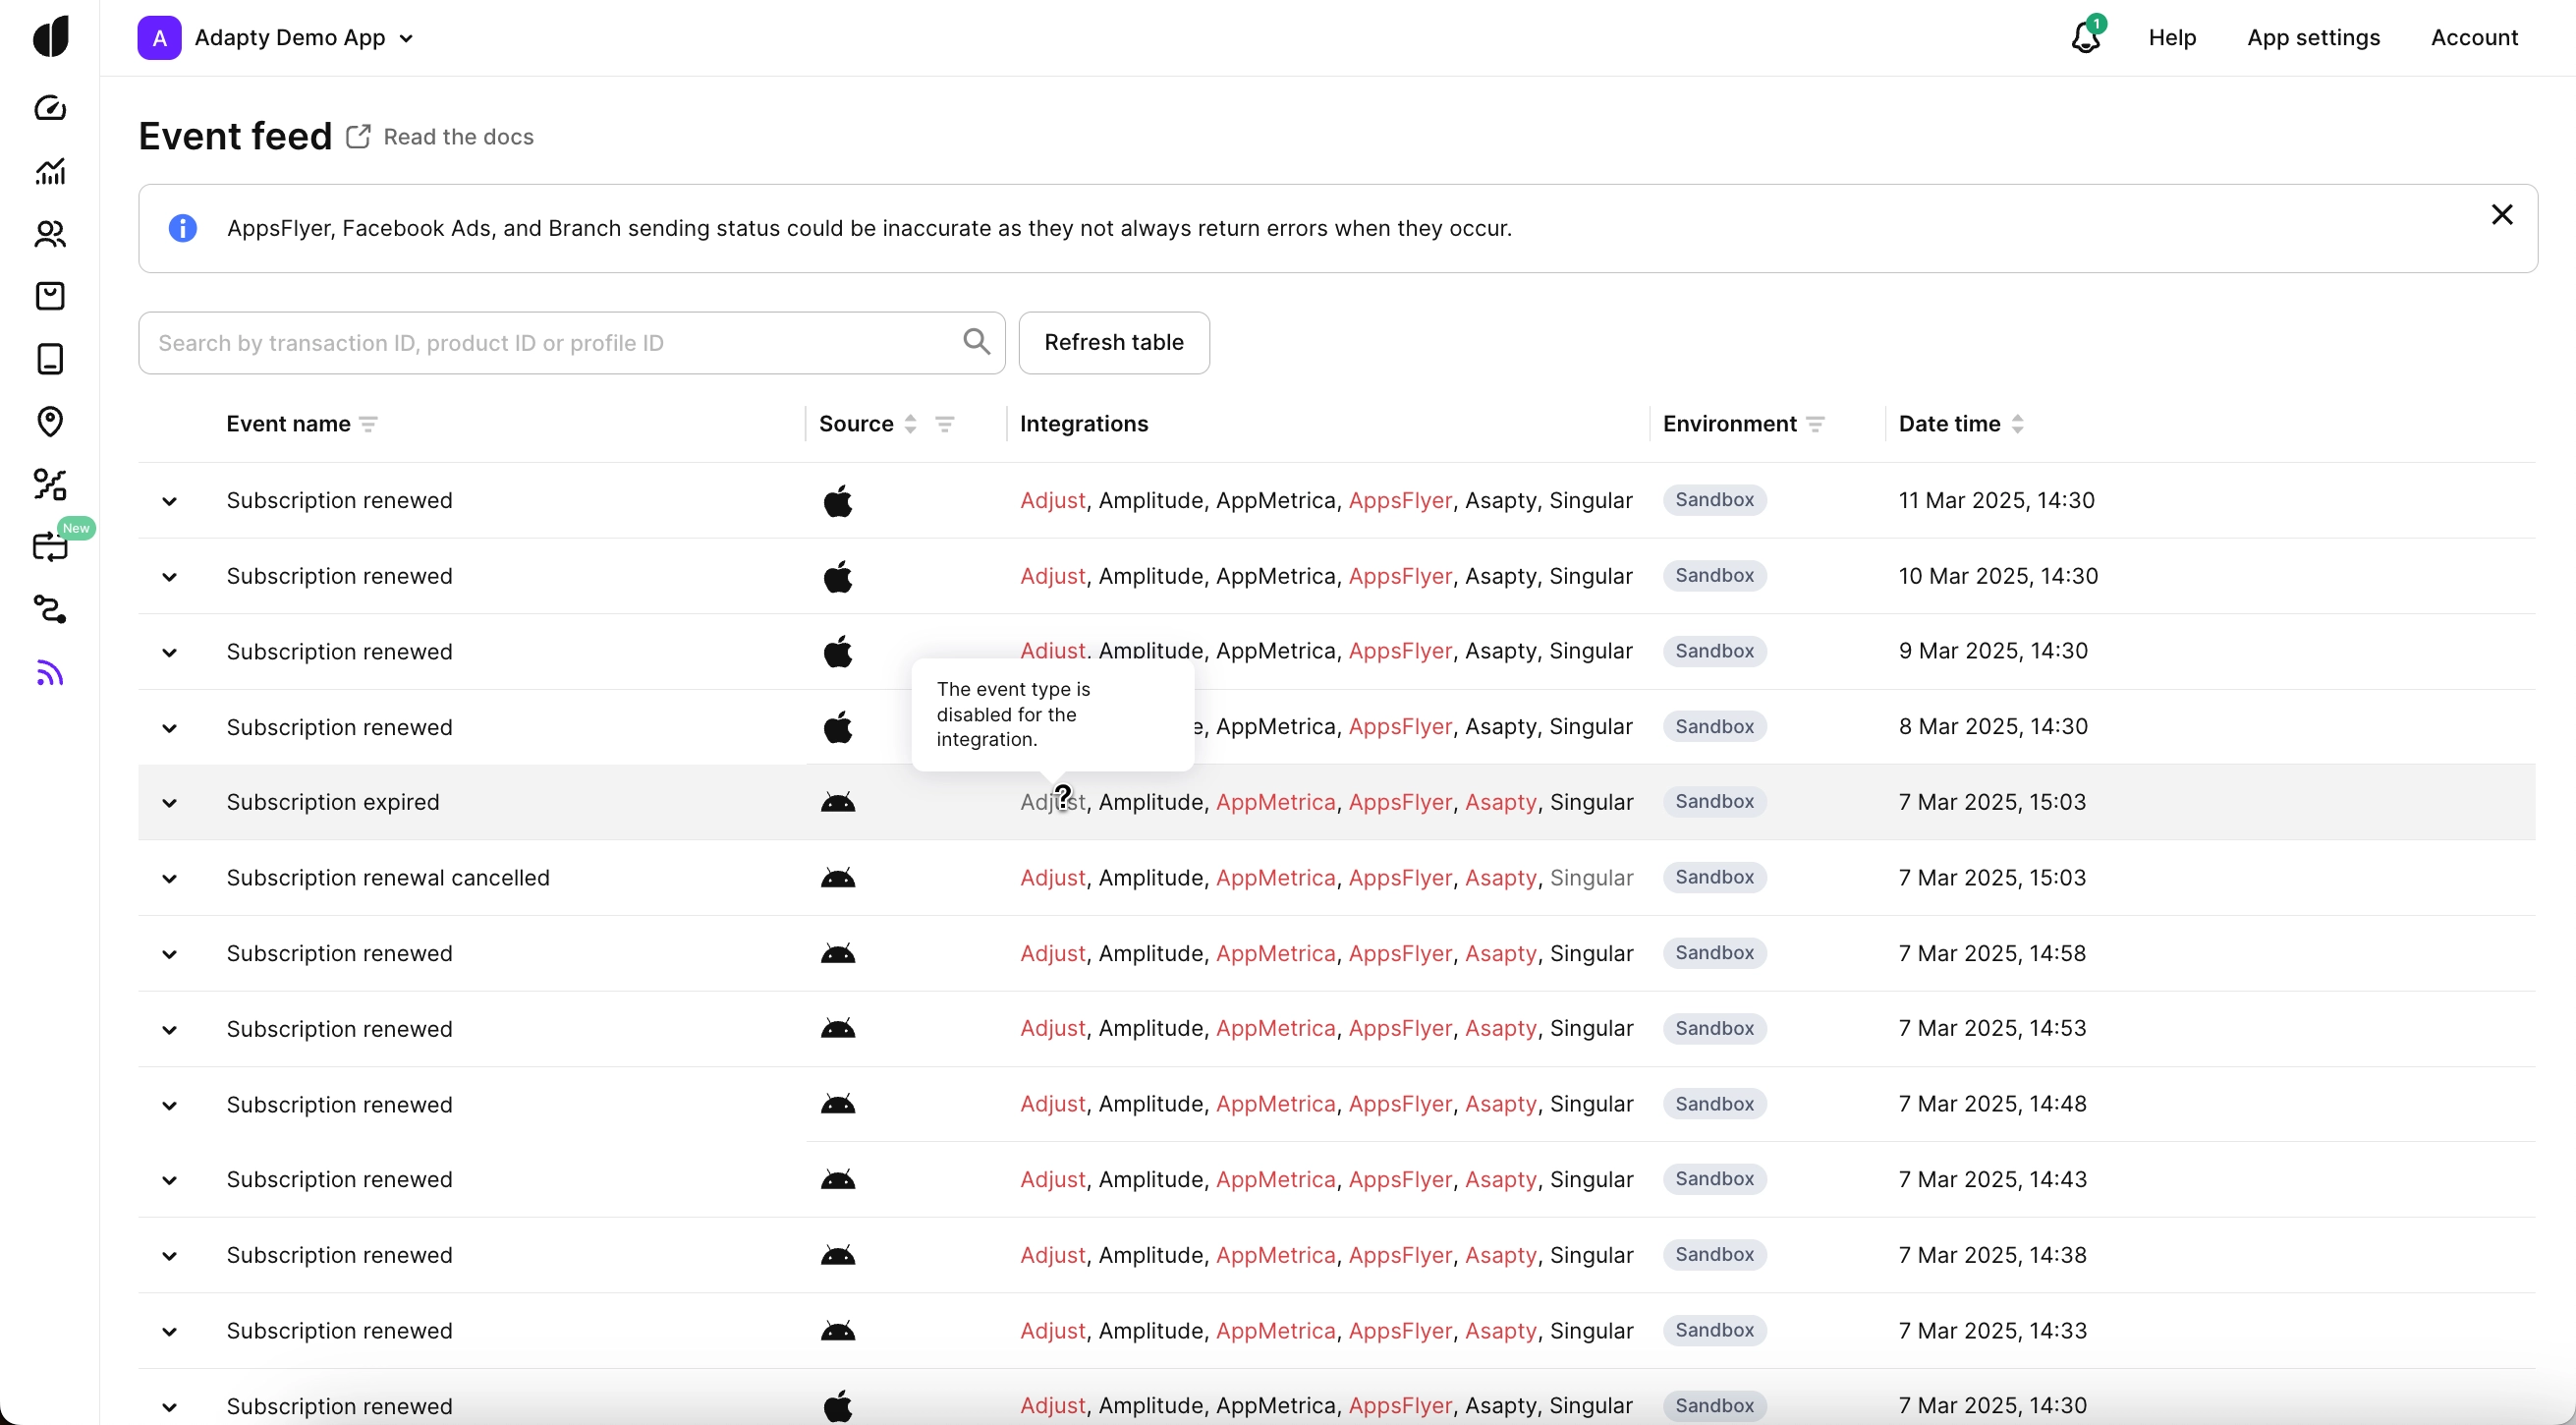 A Adapty Demo App
1
Help
App settings
Account
Event feed
Read the docs
AppsFlyer, Facebook Ads, and Branch sending status could be inaccurate as they not always return errors when they occur.
Search by transaction ID, product ID or profile ID
Refresh table
New
Event name Source Integrations Environment Date time
Subscription renewed Adjust, Amplitude, AppMetrica, AppsFlyer, Asapty, Singular Sandbox 11 Mar 2025, 14:30
Subscription renewed Adjust, Amplitude, AppMetrica, AppsFlyer, Asapty, Singular Sandbox 10 Mar 2025, 14:30
Subscription renewed Adjust, Amplitude, AppMetrica, AppsFlyer, Asapty, Singular Sandbox 9 Mar 2025, 14:30
The event type is
disabled for the
integration.
Subscription renewed AppMetrica, AppsFlyer, Asapty, Singular Sandbox 8 Mar 2025, 14:30
Subscription expired Adjust, Amplitude, AppMetrica, AppsFlyer, Asapty, Singular Sandbox 7 Mar 2025, 15:03
Subscription renewal cancelled Adjust, Amplitude, AppMetrica, AppsFlyer, Asapty, Singular Sandbox 7 Mar 2025, 15:03
Subscription renewed Adjust, Amplitude, AppMetrica, AppsFlyer, Asapty, Singular Sandbox 7 Mar 2025, 14:58
Subscription renewed Adjust, Amplitude, AppMetrica, AppsFlyer, Asapty, Singular Sandbox 7 Mar 2025, 14:53
Subscription renewed Adjust, Amplitude, AppMetrica, AppsFlyer, Asapty, Singular Sandbox 7 Mar 2025, 14:48
Subscription renewed Adjust, Amplitude, AppMetrica, AppsFlyer, Asapty, Singular Sandbox 7 Mar 2025, 14:43
Subscription renewed Adjust, Amplitude, AppMetrica, AppsFlyer, Asapty, Singular Sandbox 7 Mar 2025, 14:38
Subscription renewed Adjust, Amplitude, AppMetrica, AppsFlyer, Asapty, Singular Sandbox 7 Mar 2025, 14:33
Subscription renewed Adjust, Amplitude, AppMetrica, AppsFlyer, Asapty, Singular Sandbox 7 Mar 2025, 14:30